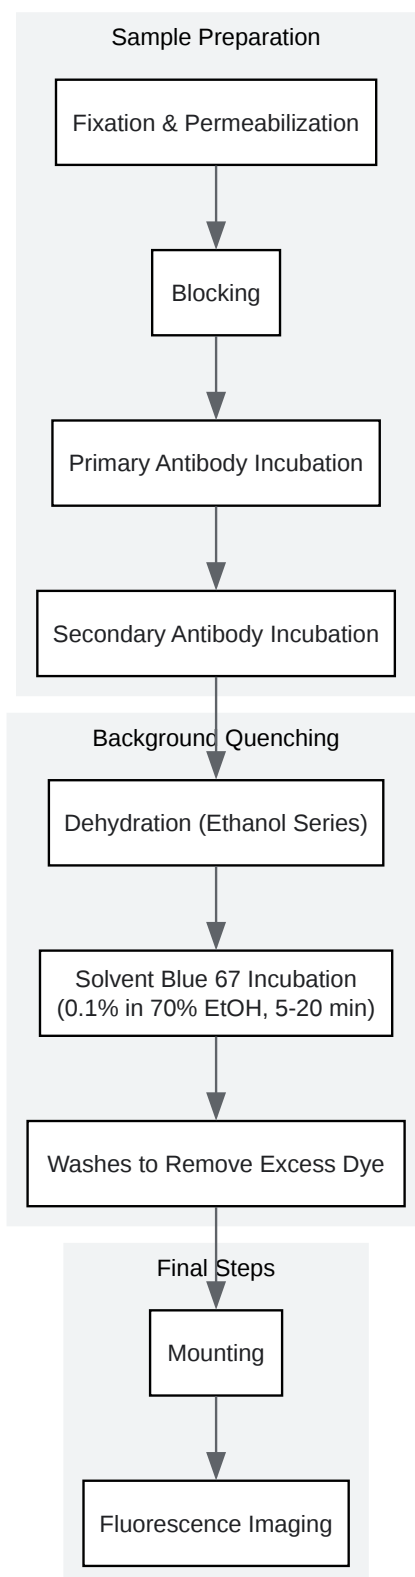 Sample Preparation
Fixation & Permeabilization
Blocking
Primary Antibody Incubation
Secondary Antibody Incubation
Background Quenching
Dehydration (Ethanol Series)
Solvent Blue 67 Incubation
(0.1% in 70% EtOH, 5-20 min)
Washes to Remove Excess Dye
Final Steps
Mounting
Fluorescence Imaging